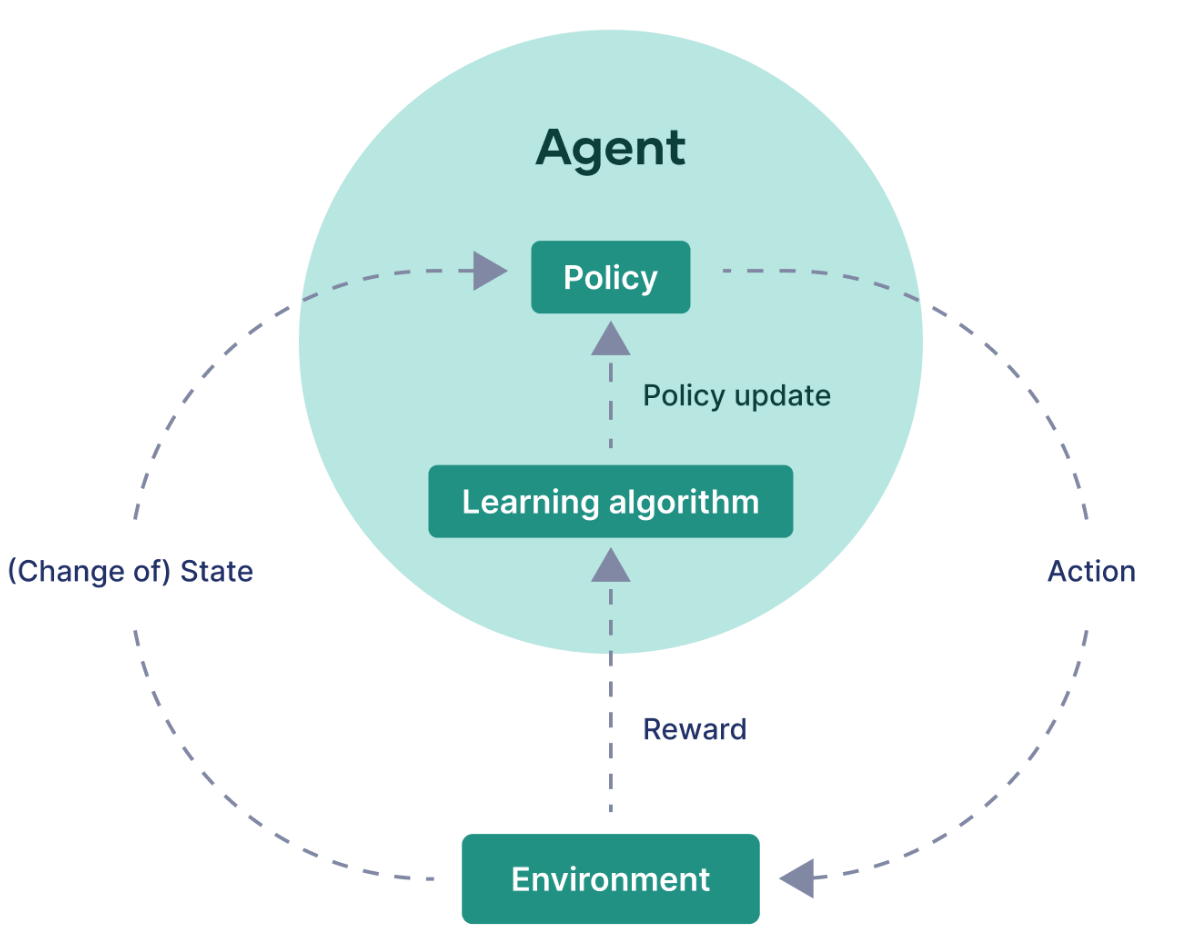 Agent
Policy
Policy update
Learning algorithm
(Change of) State
Action
Reward
Environment